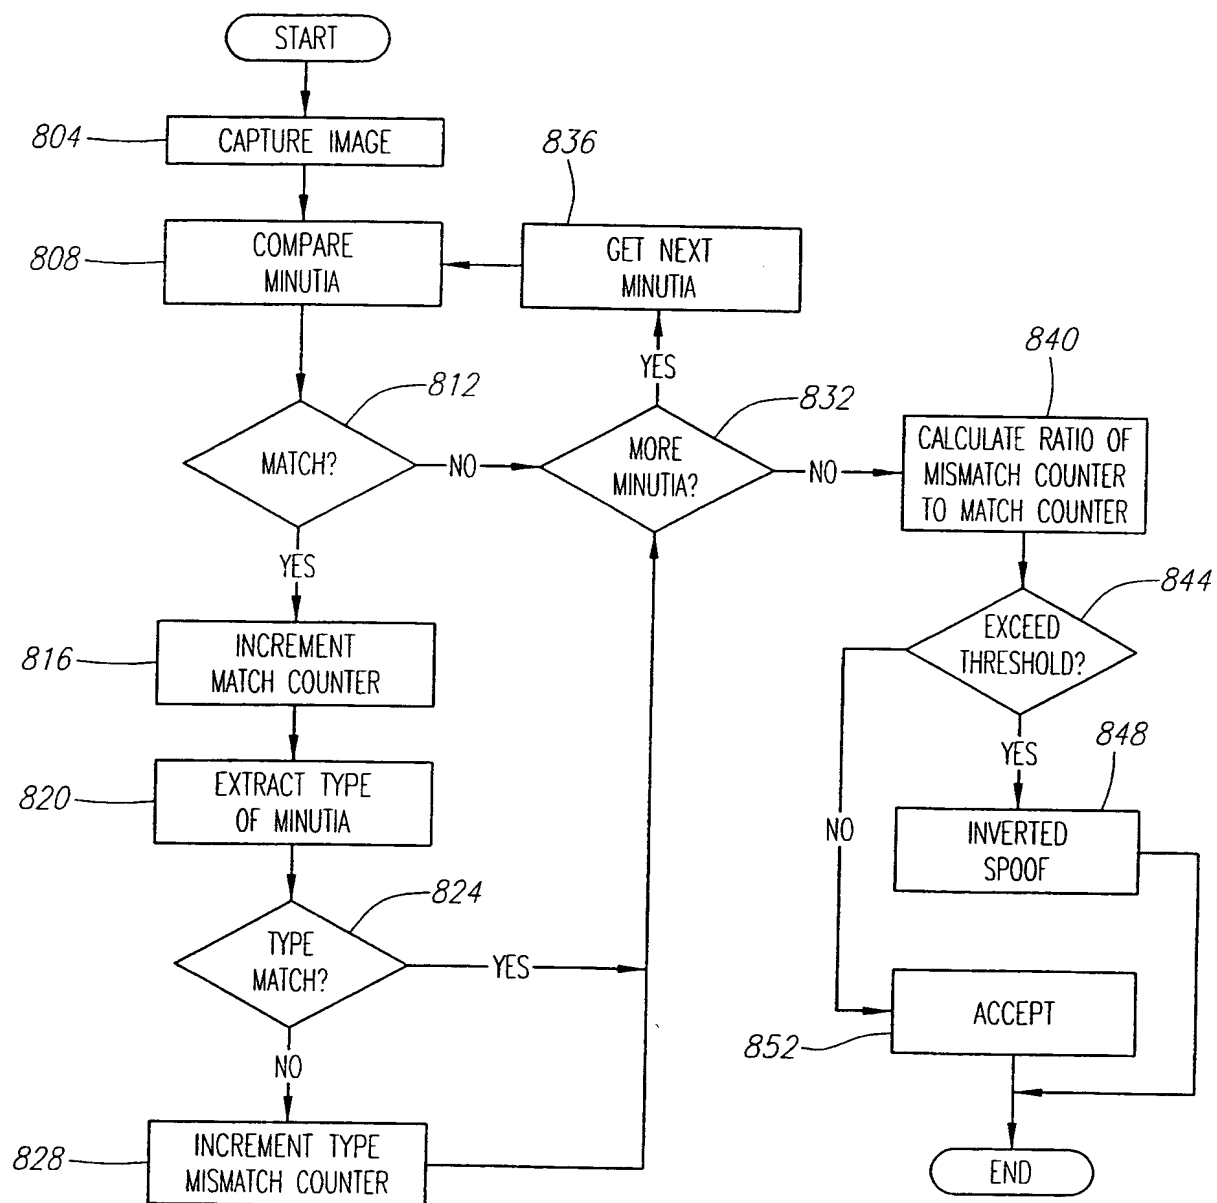 START
804
CAPTURE IMAGE
836
808
COMPARE
MINUTIA
GET NEXT
MINUTIA
YES
840
812
832
MATCH?
NO
MORE
MINUTIA?
NO
CALCULATE RATIO OF
MISMATCH COUNTER
TO MATCH COUNTER
YES
844
EXCEED
THRESHOLD?
816
INCREMENT
MATCH COUNTER
YES
848
820
EXTRACT TYPE
OF MINUTIA
NO
INVERTED
SPOOF
824
TYPE
MATCH?
YES
ACCEPT
852
NO
828
INCREMENT TYPE
MISMATCH COUNTER
END